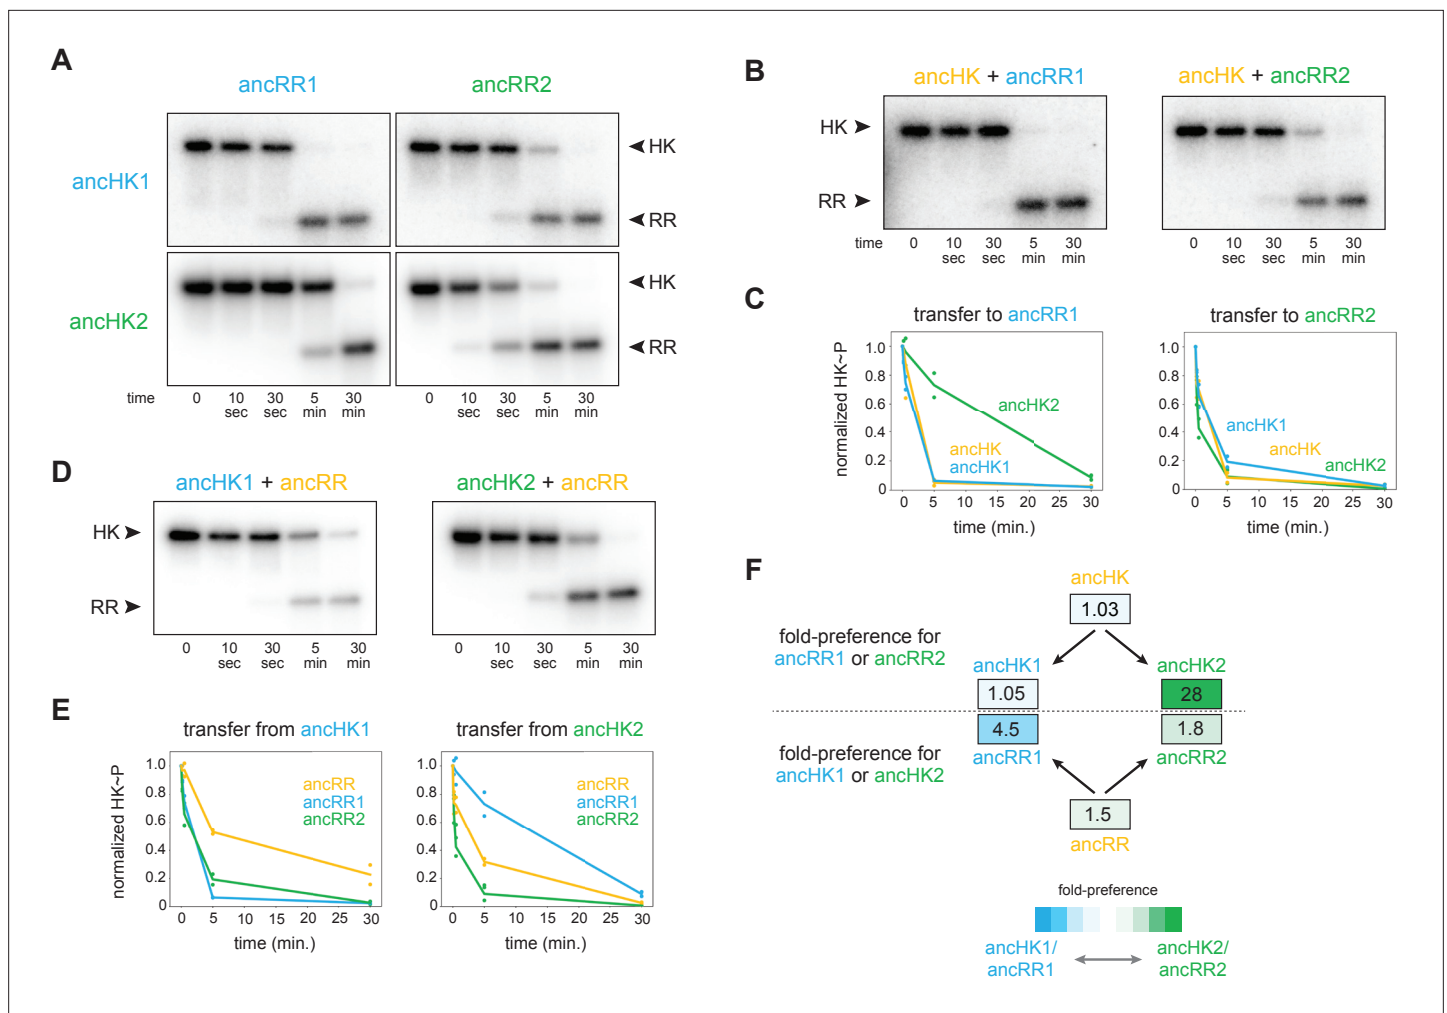 A
ancRR1
ancRR2
ancHK1
HK
RR
ancHK2
HK
RR
time
0
10 sec
30 sec
5 min
30 min
0
10 sec
30 sec
5 min
30 min
B
ancHK + ancRR1
ancHK + ancRR2
HK
RR
time
0
10 sec
30 sec
5 min
30 min
0
10 sec
30 sec
5 min
30 min
C
transfer to ancRR1
normalized HK~P
1.0
0.8
0.6
0.4
0.2
0
ancHK2
ancHK
ancHK1
0 5 10 15 20 25 30
time (min.)
transfer to ancRR2
1.0
0.8
0.6
0.4
0.2
0
ancHK1
ancHK
ancHK2
0 5 10 15 20 25 30
time (min.)
D
ancHK1 + ancRR
ancHK2 + ancRR
HK
RR
0
10 sec
30 sec
5 min
30 min
0
10 sec
30 sec
5 min
30 min
E
transfer from ancHK1
normalized HK~P
1.0
0.8
0.6
0.4
0.2
0
ancRR
ancRR1
ancRR2
0 5 10 15 20 25 30
time (min.)
transfer from ancHK2
1.0
0.8
0.6
0.4
0.2
0
ancRR
ancRR1
ancRR2
0 5 10 15 20 25 30
time (min.)
F
ancHK
1.03
fold-preference for
ancRR1 or ancRR2
ancHK1
ancHK2
1.05
28
4.5
1.8
fold-preference for
ancHK1 or ancHK2
ancRR1
ancRR2
1.5
ancRR
fold-preference
ancHK1/
ancRR1
ancHK2/
ancRR2